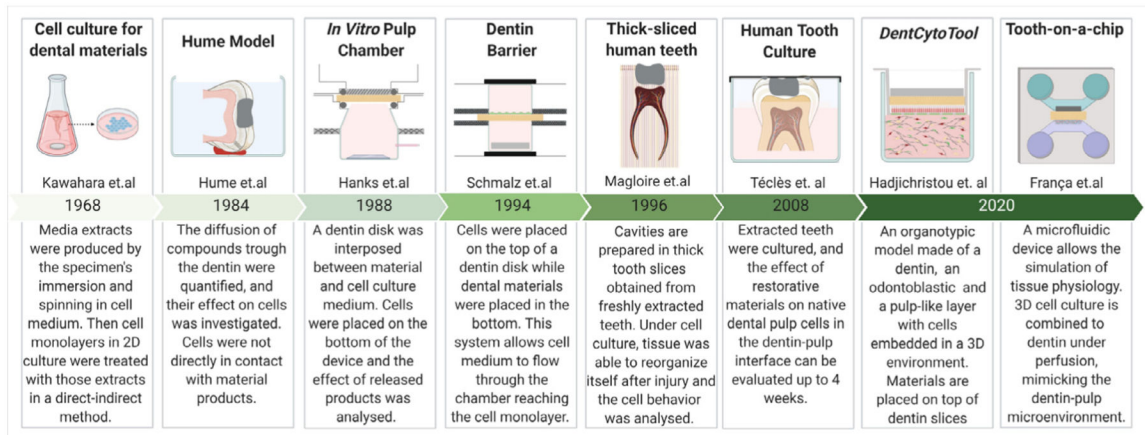 Cell culture for
dental materials
Kawahara et.al
1968
Media extracts
were produced by
the specimen's
immersion and
spinning in cell
medium. Then cell
monolayers in 2D
culture were treated
with those extracts
in a direct-indirect
method.
Hume Model
Hume et.al
1984
The diffusion of
compounds trough
the dentin were
quantified, and
their effect on cells
was investigated.
Cells were not
directly in contact
with material
products.
In Vitro Pulp
Chamber
Hanks et.al
1988
A dentin disk was
interposed
between material
and cell culture
medium. Cells
were placed on the
bottom of the
device and the
effect of released
products was
analysed.
Dentin
Barrier
Schmalz et.al
1994
Cells were placed
on the top of a
dentin disk while
dental materials
were placed in the
bottom. This
system allows cell
medium to flow
through the
chamber reaching
the cell monolayer.
Thick-sliced
human teeth
Magloire et.al
1996
Cavities are
prepared in thick
tooth slices
obtained from
freshly extracted
teeth. Under cell
culture, tissue was
able to reorganize
itself after injury and
the cell behavior
was analysed.
Human Tooth
Culture
Téclès et. al
2008
Extracted teeth
were cultured, and
the effect of
restorative
materials on native
dental pulp cells in
the dentin-pulp
interface can be
evaluated up to 4
weeks.
DentCytoTool
Hadjichristou et. al
2020
An organotypic
model made of a
dentin, an
odontoblastic and
a pulp-like layer
with cells
embedded in a 3D
environment.
Materials are
placed on top of
dentin slices
Tooth-on-a-chip
França et.al
A microfluidic
device allows the
simulation of
tissue physiology.
3D cell culture is
combined to
dentin under
perfusion,
mimicking the
dentin-pulp
microenvironment.